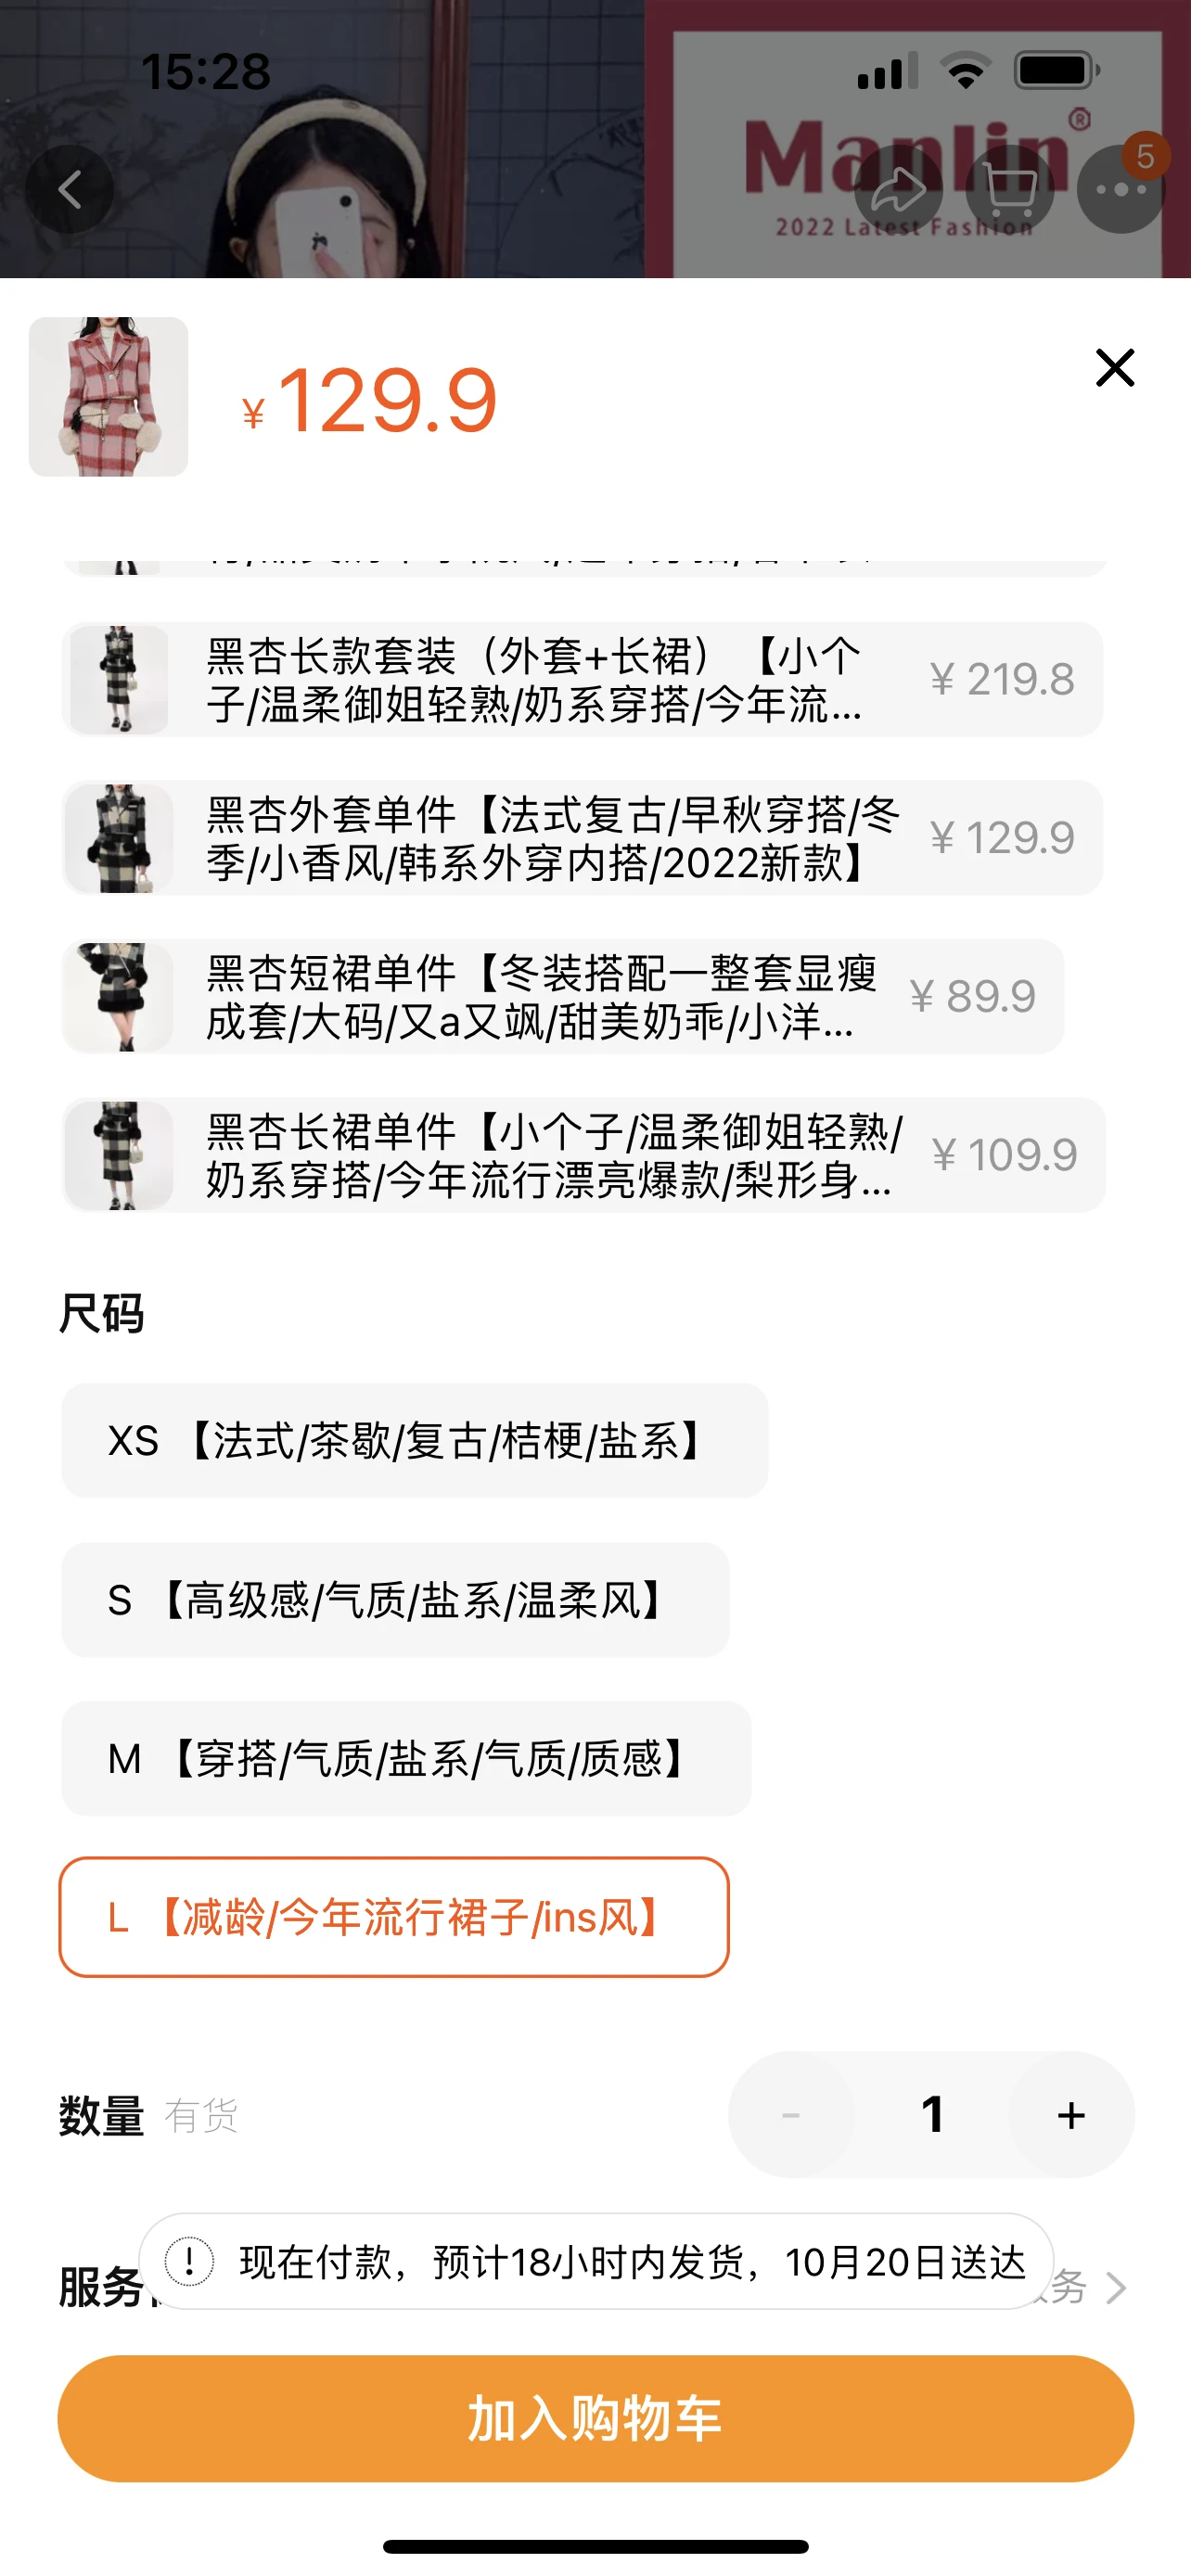 15:28
Manlin®
2022 Latest Fashion
5
¥129.9
黑杏长款套装（外套+长裙）【小个
子/温柔御姐轻熟/奶系穿搭/今年流...
¥ 219.8
黑杏外套单件【法式复古/早秋穿搭/冬
季/小香风/韩系外穿内搭/2022新款】
¥ 129.9
黑杏短裙单件【冬装搭配一整套显瘦
成套/大码/又a又飒/甜美奶乖/小洋...
¥ 89.9
黑杏长裙单件【小个子/温柔御姐轻熟/
奶系穿搭/今年流行漂亮爆款/梨形身...
¥ 109.9
尺码
XS 【法式/茶歇/复古/桔梗/盐系】
S 【高级感/气质/盐系/温柔风】
M 【穿搭/气质/盐系/气质/质感】
L 【减龄/今年流行裙子/ins风】
数量 有货
- 1 +
现在付款，预计18小时内发货，10月20日送达
服务
务
加入购物车